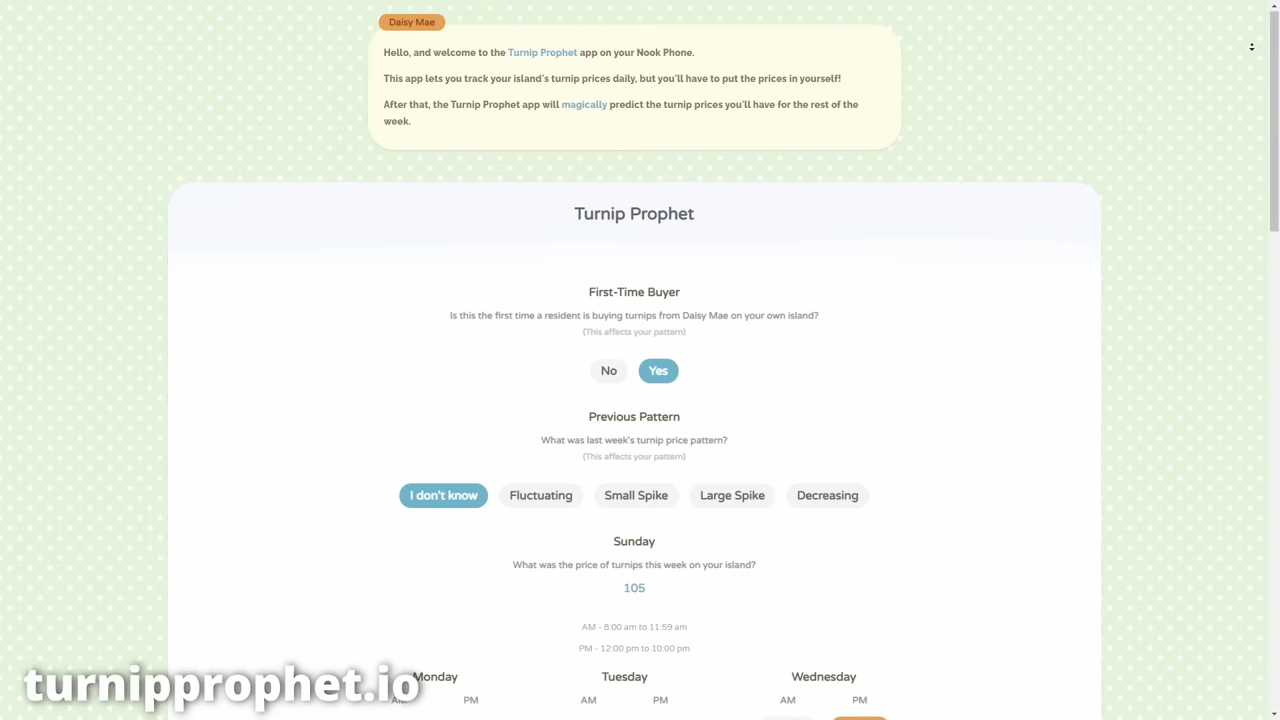 Daisy Mae
Hello, and welcome to the Turnip Prophet app on your Nook Phone.
This app lets you track your island's turnip prices daily, but you'll have to put the prices in yourself!
After that, the Turnip Prophet app will magically predict the turnip prices you'll have for the rest of the
week.
Turnip Prophet
First-Time Buyer
Is this the first time a resident is buying turnips from Daisy Mae on your own island?
(This affects your pattern)
No Yes
Previous Pattern
What was last week's turnip price pattern?
(This affects your pattern)
I don't know Fluctuating Small Spike Large Spike Decreasing
Sunday
What was the price of turnips this week on your island?
105
AM - 8:00 am to 11:59 am
PM - 12:00 pm to 10:00 pm
Monday Tuesday Wednesday
AM PM AM PM AM PM
turnipprophet.io